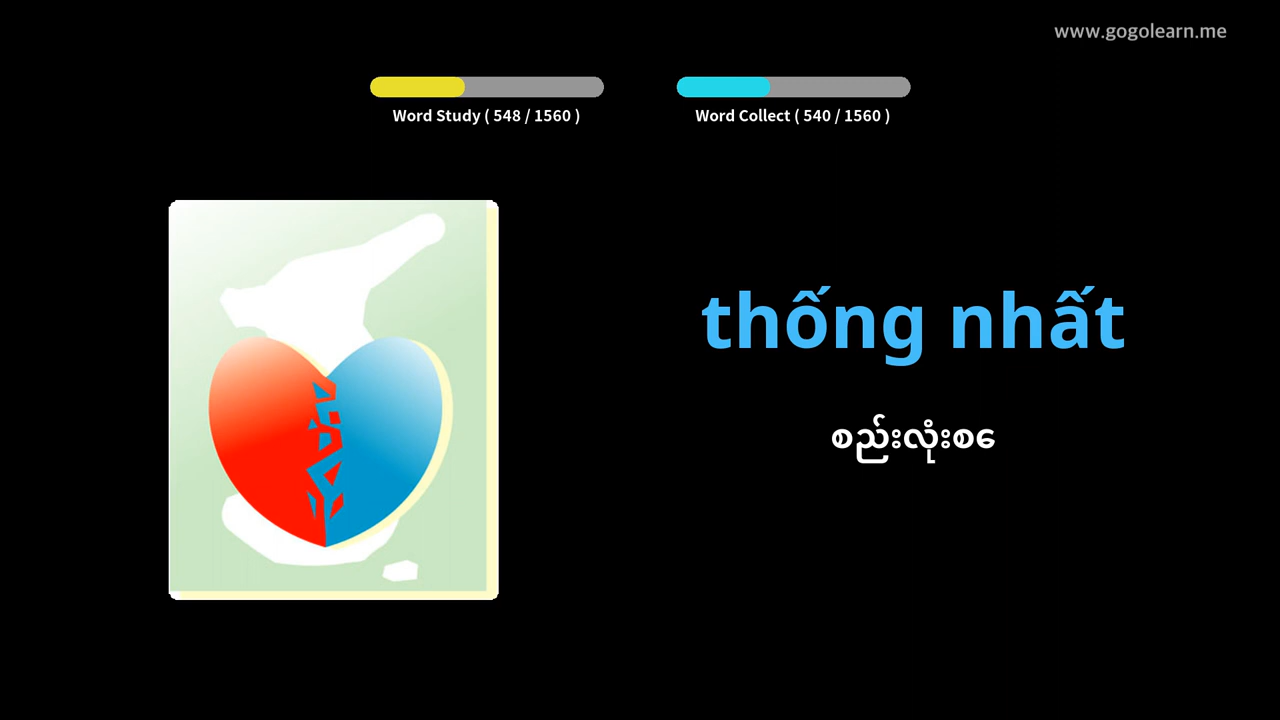 www.gogolearn.me
Word Study ( 548 / 1560 )
Word Collect ( 540 / 1560 )
thống nhất
စည်းလုံးစေ